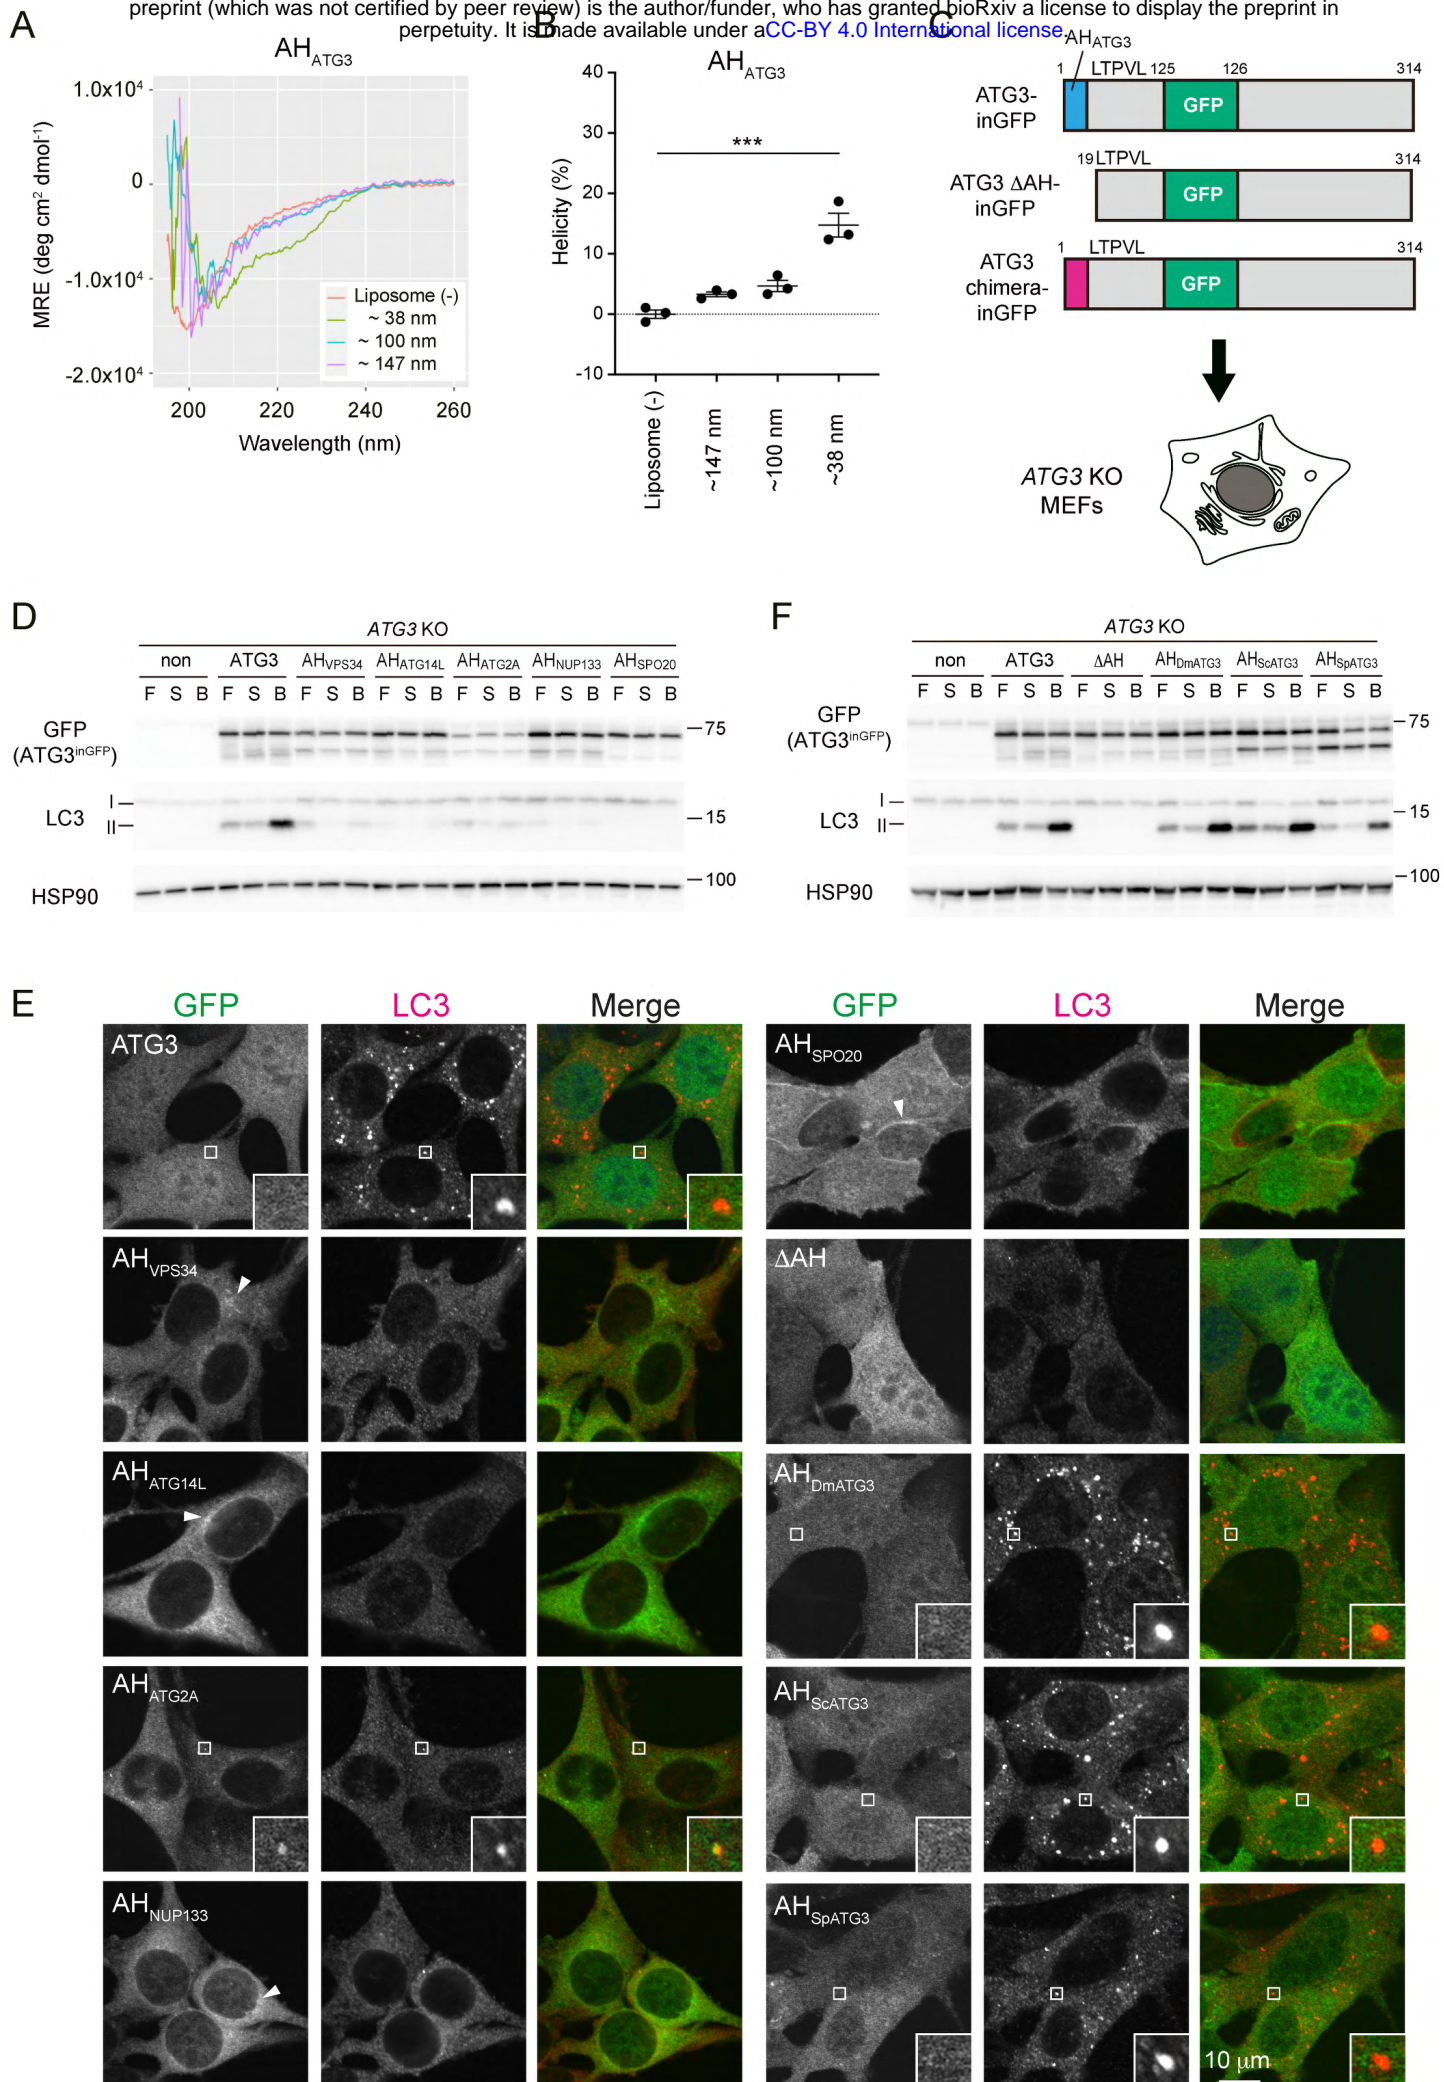 preprint (which was not certified by peer review) is the author/funder, who has granted bioRxiv a license to display the preprint in
perpetuity. It is made available under aCC-BY 4.0 International license.
A
AHATG3
1.0x10⁴
0
-1.0x10⁴
-2.0x10⁴
MRE (deg cm² dmol⁻¹)
Liposome (-)
~ 38 nm
~ 100 nm
~ 147 nm
200 220 240 260
Wavelength (nm)
B
AHATG3
40
30
20
10
0
-10
Helicity (%)
***
Liposome (-)
~147 nm
~100 nm
~38 nm
C
AHATG3
1 LTPVL 125 126 314
ATG3-
inGFP
GFP
19 LTPVL 314
ATG3 ΔAH-
inGFP
GFP
1 LTPVL 314
ATG3
chimera-
inGFP
GFP
ATG3 KO
MEFs
D
ATG3 KO
non ATG3 AHVPS34 AHATG14L AHATG2A AHNUP133 AHSPO20
F S B F S B F S B F S B F S B F S B F S B
GFP
(ATG3inGFP)
75
LC3
I
II
15
HSP90
100
F
ATG3 KO
non ATG3 ΔAH AHDmATG3 AHScATG3 AHSpATG3
F S B F S B F S B F S B F S B F S B
GFP
(ATG3inGFP)
75
LC3
I
II
15
HSP90
100
E
GFP LC3 Merge
ATG3
AHVPS34
AHATG14L
AHATG2A
AHNUP133
GFP LC3 Merge
AHSPO20
ΔAH
AHDmATG3
AHScATG3
AHSpATG3
10 μm